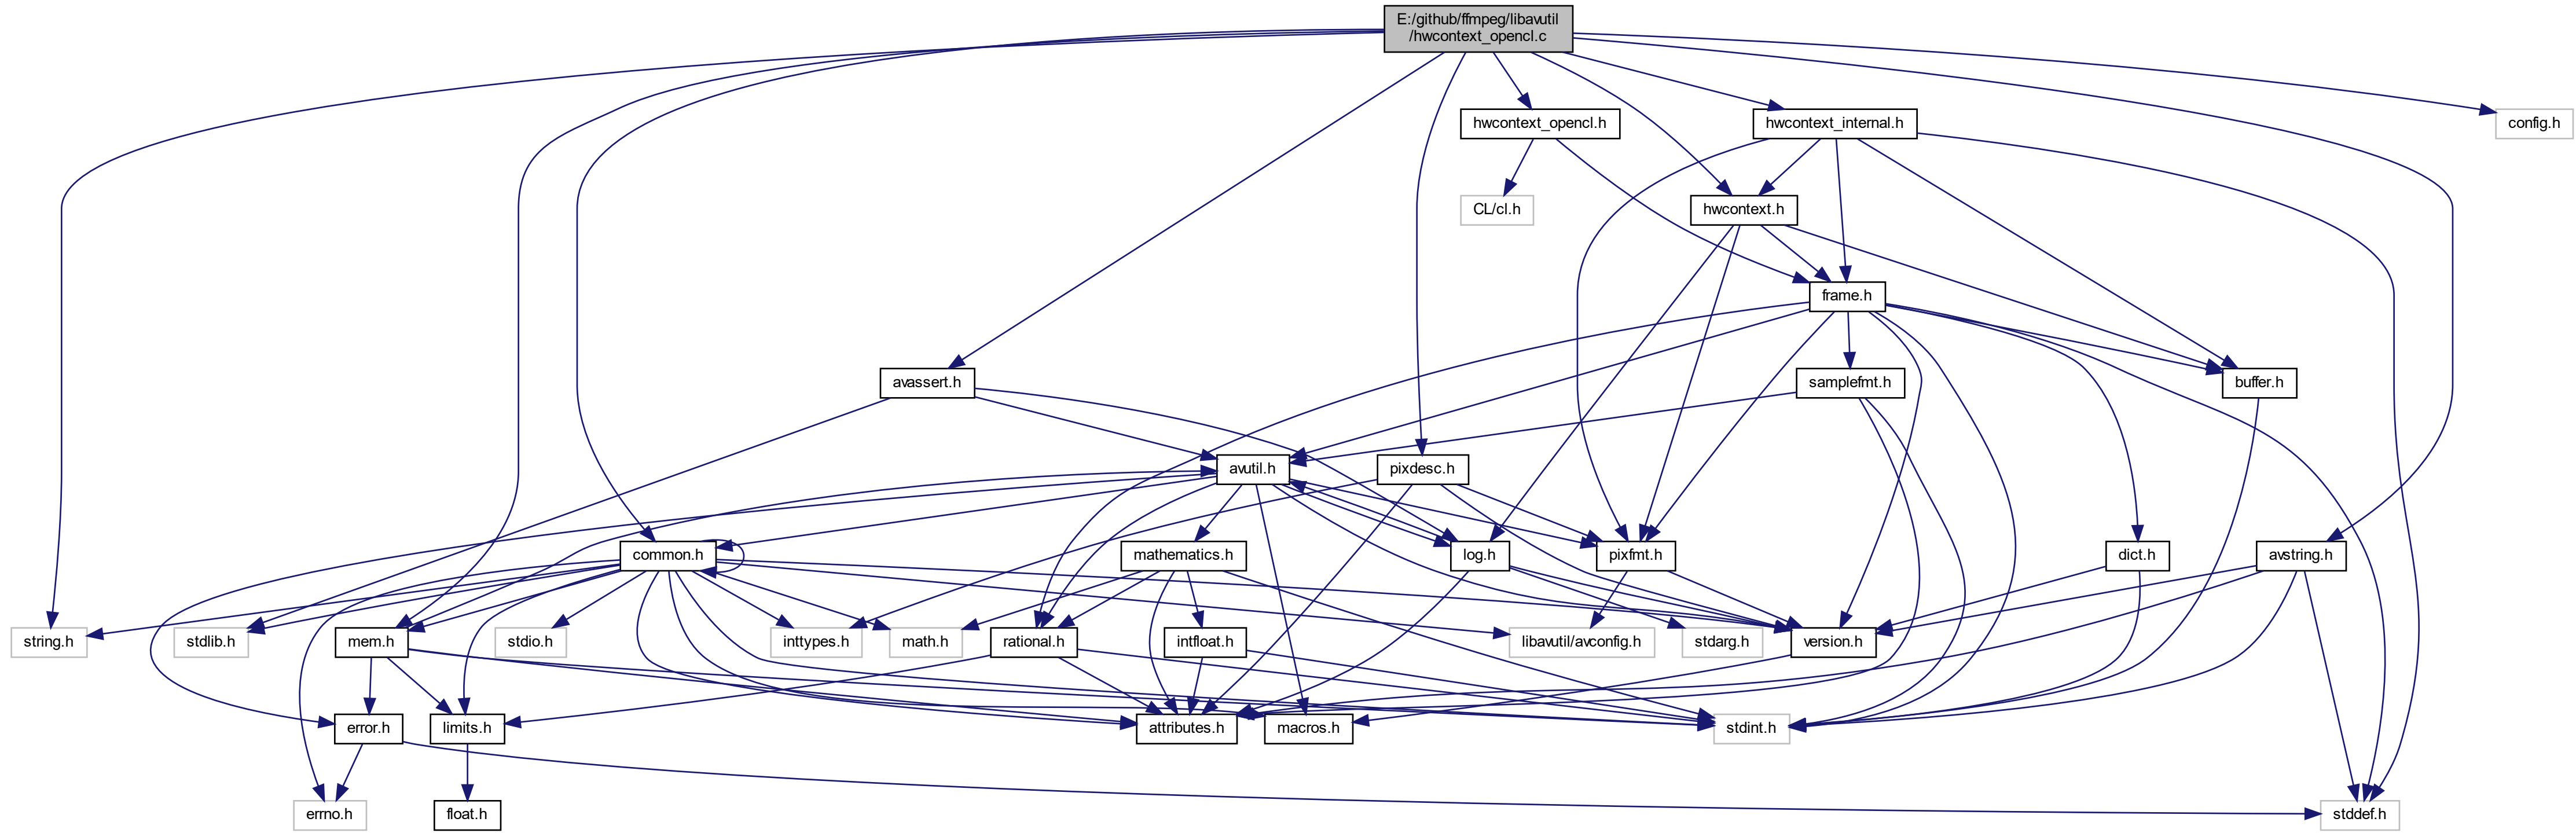 E:/github/ffmpeg/libavutil
/hwcontext_opencl.c
hwcontext_opencl.h
hwcontext_internal.h
config.h
CL/cl.h
hwcontext.h
frame.h
avassert.h
samplefmt.h
buffer.h
avutil.h
pixdesc.h
common.h
mathematics.h
log.h
pixfmt.h
dict.h
avstring.h
string.h
stdlib.h
mem.h
stdio.h
inttypes.h
math.h
rational.h
intfloat.h
libavutil/avconfig.h
stdarg.h
version.h
error.h
limits.h
attributes.h
macros.h
stdint.h
errno.h
float.h
stddef.h